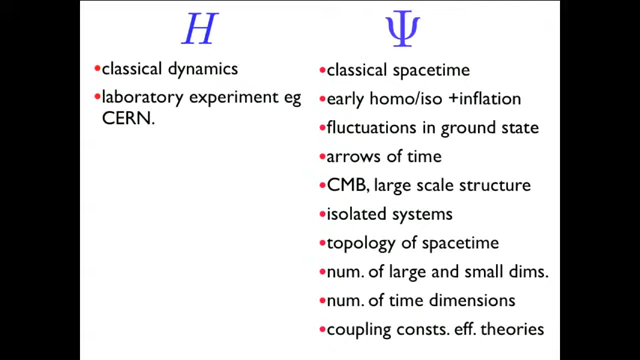 H
•classical dynamics
•laboratory experiment eg
CERN.
Ψ
•classical spacetime
•early homo/iso +inflation
•fluctuations in ground state
•arrows of time
•CMB, large scale structure
•isolated systems
•topology of spacetime
•num. of large and small dims.
•num. of time dimensions
•coupling consts. eff. theories